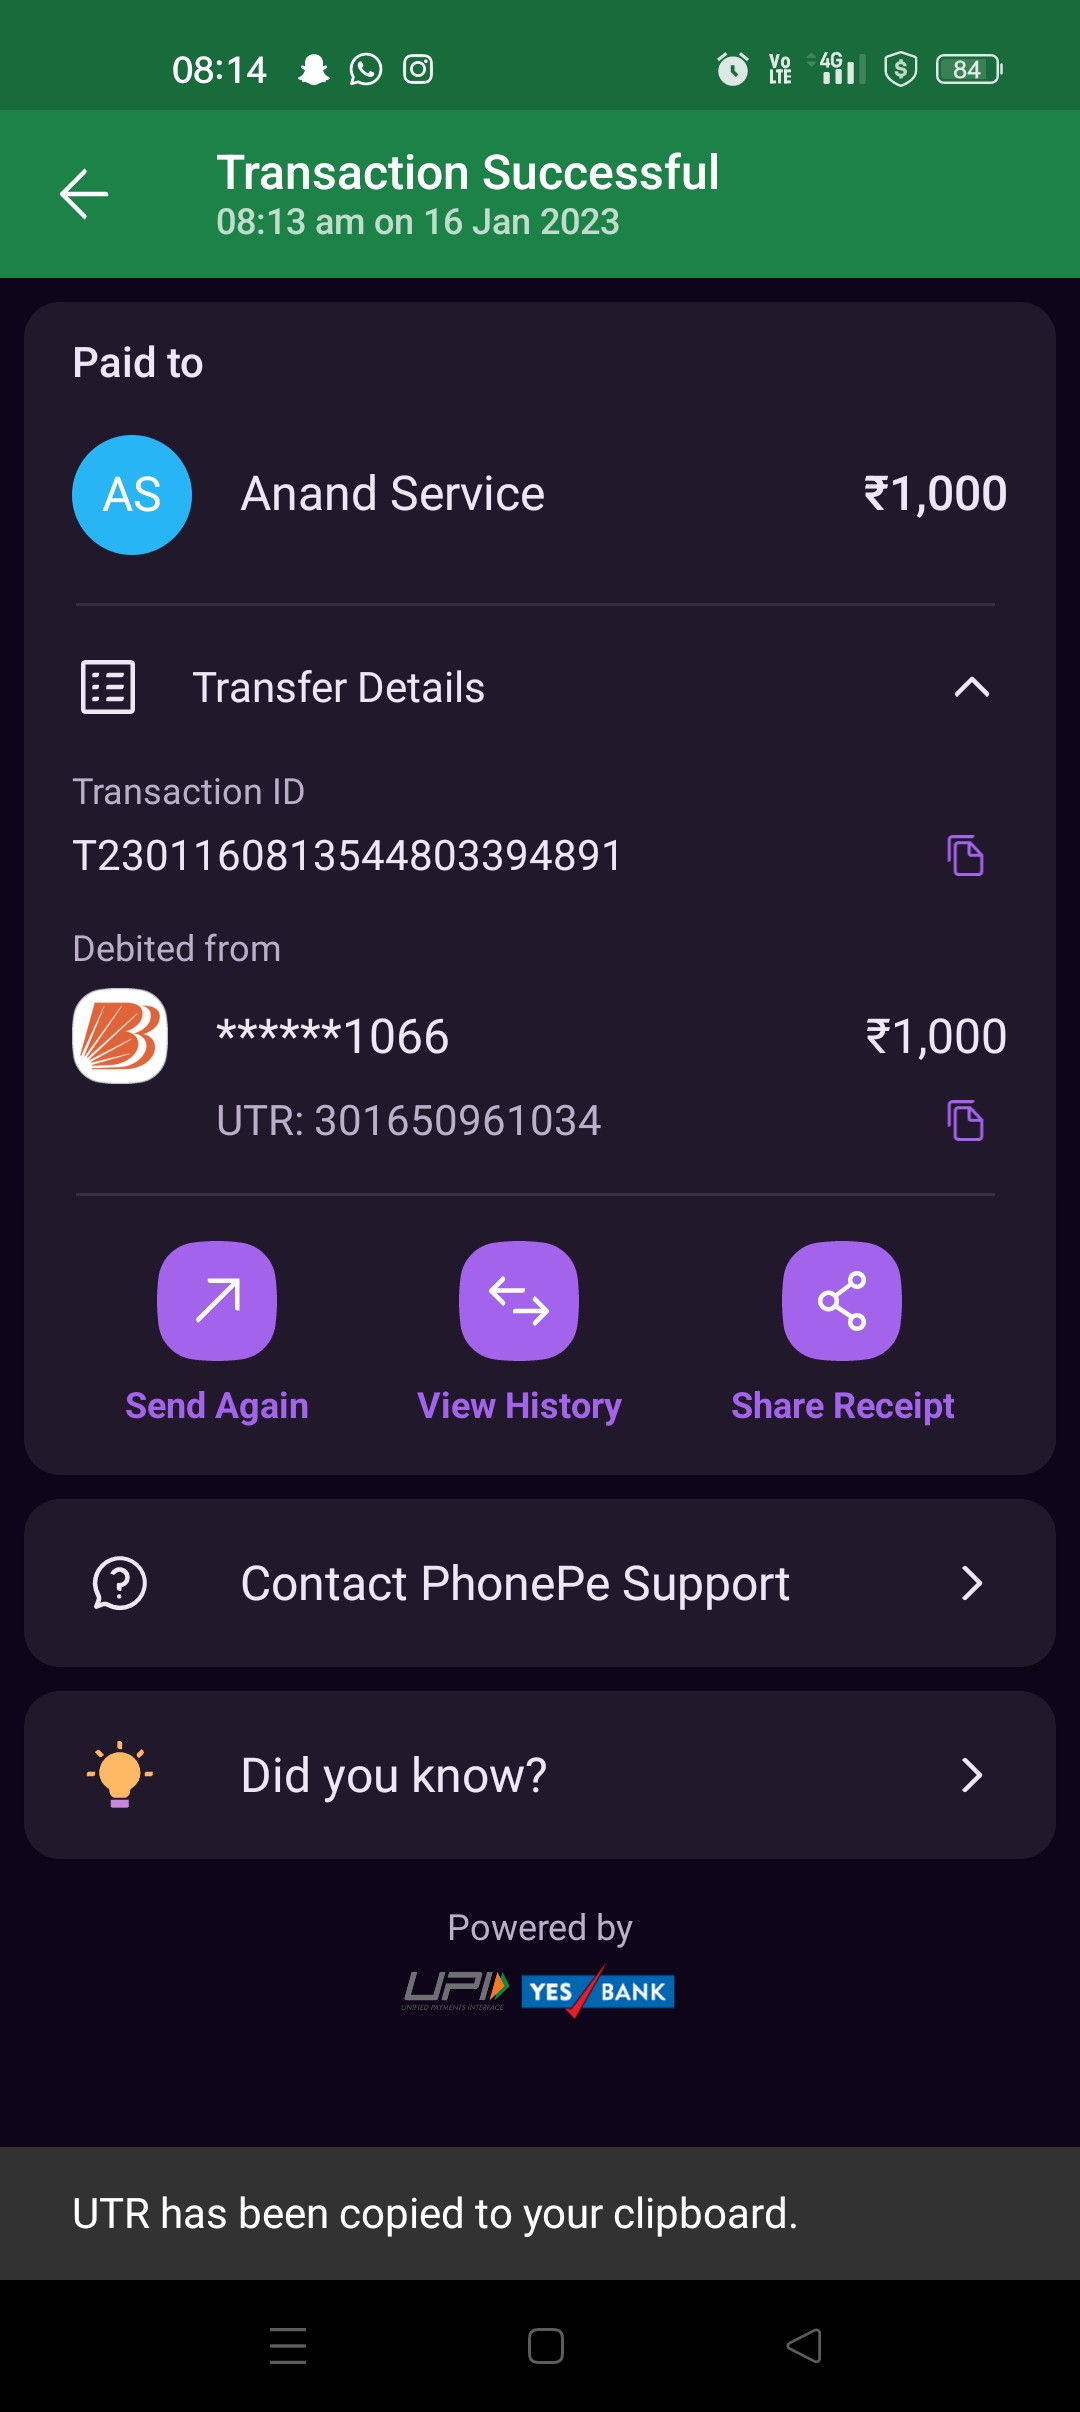 08:14
Vo
LTE
4G
84
Transaction Successful
08:13 am on 16 Jan 2023
Paid to
AS
Anand Service
₹1,000
Transfer Details
Transaction ID
T2301160813544803394891
Debited from
******1066
₹1,000
UTR: 301650961034
Send Again
View History
Share Receipt
Contact PhonePe Support
Did you know?
Powered by
UPI
UNIFIED PAYMENTS INTERFACE
YES BANK
UTR has been copied to your clipboard.